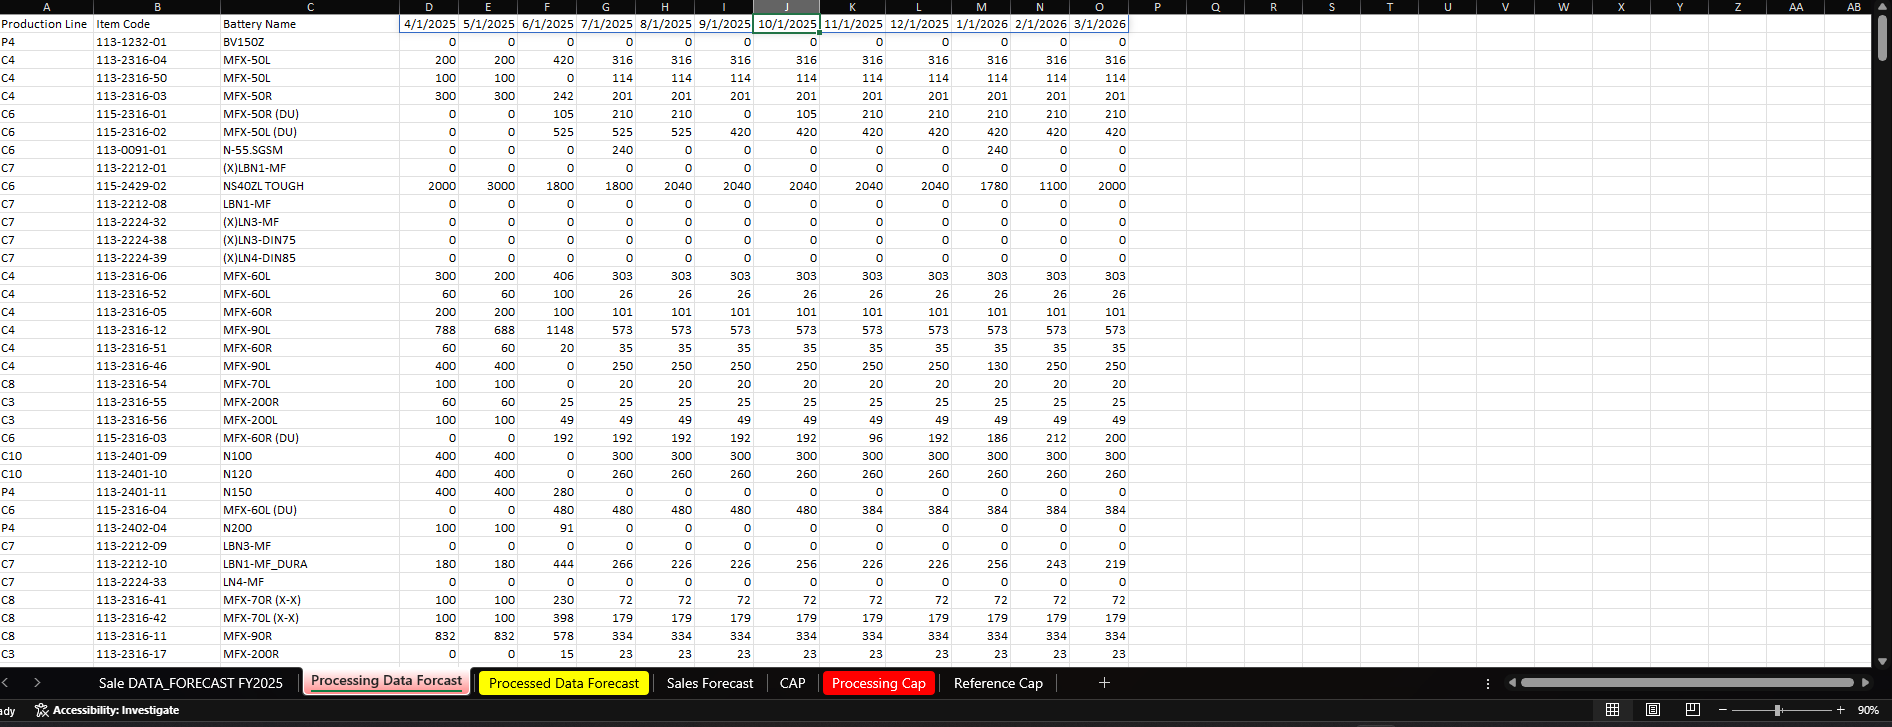 A B C D E F G H I J K L M N O P Q R S T U V W X Y Z AA AB
Production Line Item Code Battery Name 4/1/2025 5/1/2025 6/1/2025 7/1/2025 8/1/2025 9/1/2025 10/1/2025 11/1/2025 12/1/2025 1/1/2026 2/1/2026 3/1/2026
P4 113-1232-01 BV150Z 0 0 0 0 0 0 0 0 0 0 0 0
C4 113-2316-04 MFX-50L 200 200 420 316 316 316 316 316 316 316 316 316
C4 113-2316-50 MFX-50L 100 100 0 114 114 114 114 114 114 114 114 114
C4 113-2316-03 MFX-50R 300 300 242 201 201 201 201 201 201 201 201 201
C6 115-2316-01 MFX-50R (DU) 0 0 105 210 210 0 105 210 210 210 210 210
C6 115-2316-02 MFX-50L (DU) 0 0 525 525 525 420 420 420 420 420 420 420
C6 113-0091-01 N-55.SGSM 0 0 0 240 0 0 0 0 0 240 0 0
C7 113-2212-01 (X)LBN1-MF 0 0 0 0 0 0 0 0 0 0 0 0
C6 115-2429-02 NS40ZL TOUGH 2000 3000 1800 1800 2040 2040 2040 2040 2040 1780 1100 2000
C7 113-2212-08 LBN1-MF 0 0 0 0 0 0 0 0 0 0 0 0
C7 113-2224-32 (X)LN3-MF 0 0 0 0 0 0 0 0 0 0 0 0
C7 113-2224-38 (X)LN3-DIN75 0 0 0 0 0 0 0 0 0 0 0 0
C7 113-2224-39 (X)LN4-DIN85 0 0 0 0 0 0 0 0 0 0 0 0
C4 113-2316-06 MFX-60L 300 200 406 303 303 303 303 303 303 303 303 303
C4 113-2316-52 MFX-60L 60 60 100 26 26 26 26 26 26 26 26 26
C4 113-2316-05 MFX-60R 200 200 100 101 101 101 101 101 101 101 101 101
C4 113-2316-12 MFX-90L 788 688 1148 573 573 573 573 573 573 573 573 573
C4 113-2316-51 MFX-60R 60 60 20 35 35 35 35 35 35 35 35 35
C4 113-2316-46 MFX-90L 400 400 0 250 250 250 250 250 250 130 250 250
C8 113-2316-54 MFX-70L 100 100 0 20 20 20 20 20 20 20 20 20
C3 113-2316-55 MFX-200R 60 60 25 25 25 25 25 25 25 25 25 25
C3 113-2316-56 MFX-200L 100 100 49 49 49 49 49 49 49 49 49 49
C6 115-2316-03 MFX-60R (DU) 0 0 192 192 192 192 192 96 192 186 212 200
C10 113-2401-09 N100 400 400 0 300 300 300 300 300 300 300 300 300
C10 113-2401-10 N120 400 400 0 260 260 260 260 260 260 260 260 260
P4 113-2401-11 N150 400 400 280 0 0 0 0 0 0 0 0 0
C6 115-2316-04 MFX-60L (DU) 0 0 480 480 480 480 480 384 384 384 384 384
P4 113-2402-04 N200 100 100 91 0 0 0 0 0 0 0 0 0
C7 113-2212-09 LBN3-MF 0 0 0 0 0 0 0 0 0 0 0 0
C7 113-2212-10 LBN1-MF_DURA 180 180 444 266 226 226 256 226 226 256 243 219
C7 113-2224-33 LN4-MF 0 0 0 0 0 0 0 0 0 0 0 0
C8 113-2316-41 MFX-70R (X-X) 100 100 230 72 72 72 72 72 72 72 72 72
C8 113-2316-42 MFX-70L (X-X) 100 100 398 179 179 179 179 179 179 179 179 179
C8 113-2316-11 MFX-90R 832 832 578 334 334 334 334 334 334 334 334 334
C3 113-2316-17 MFX-200R 0 0 15 23 23 23 23 23 23 23 23 23
Sale DATA_FORECAST FY2025 Processing Data Forcast Processed Data Forecast Sales Forecast CAP Processing Cap Reference Cap
ady Accessibility: Investigate 90%